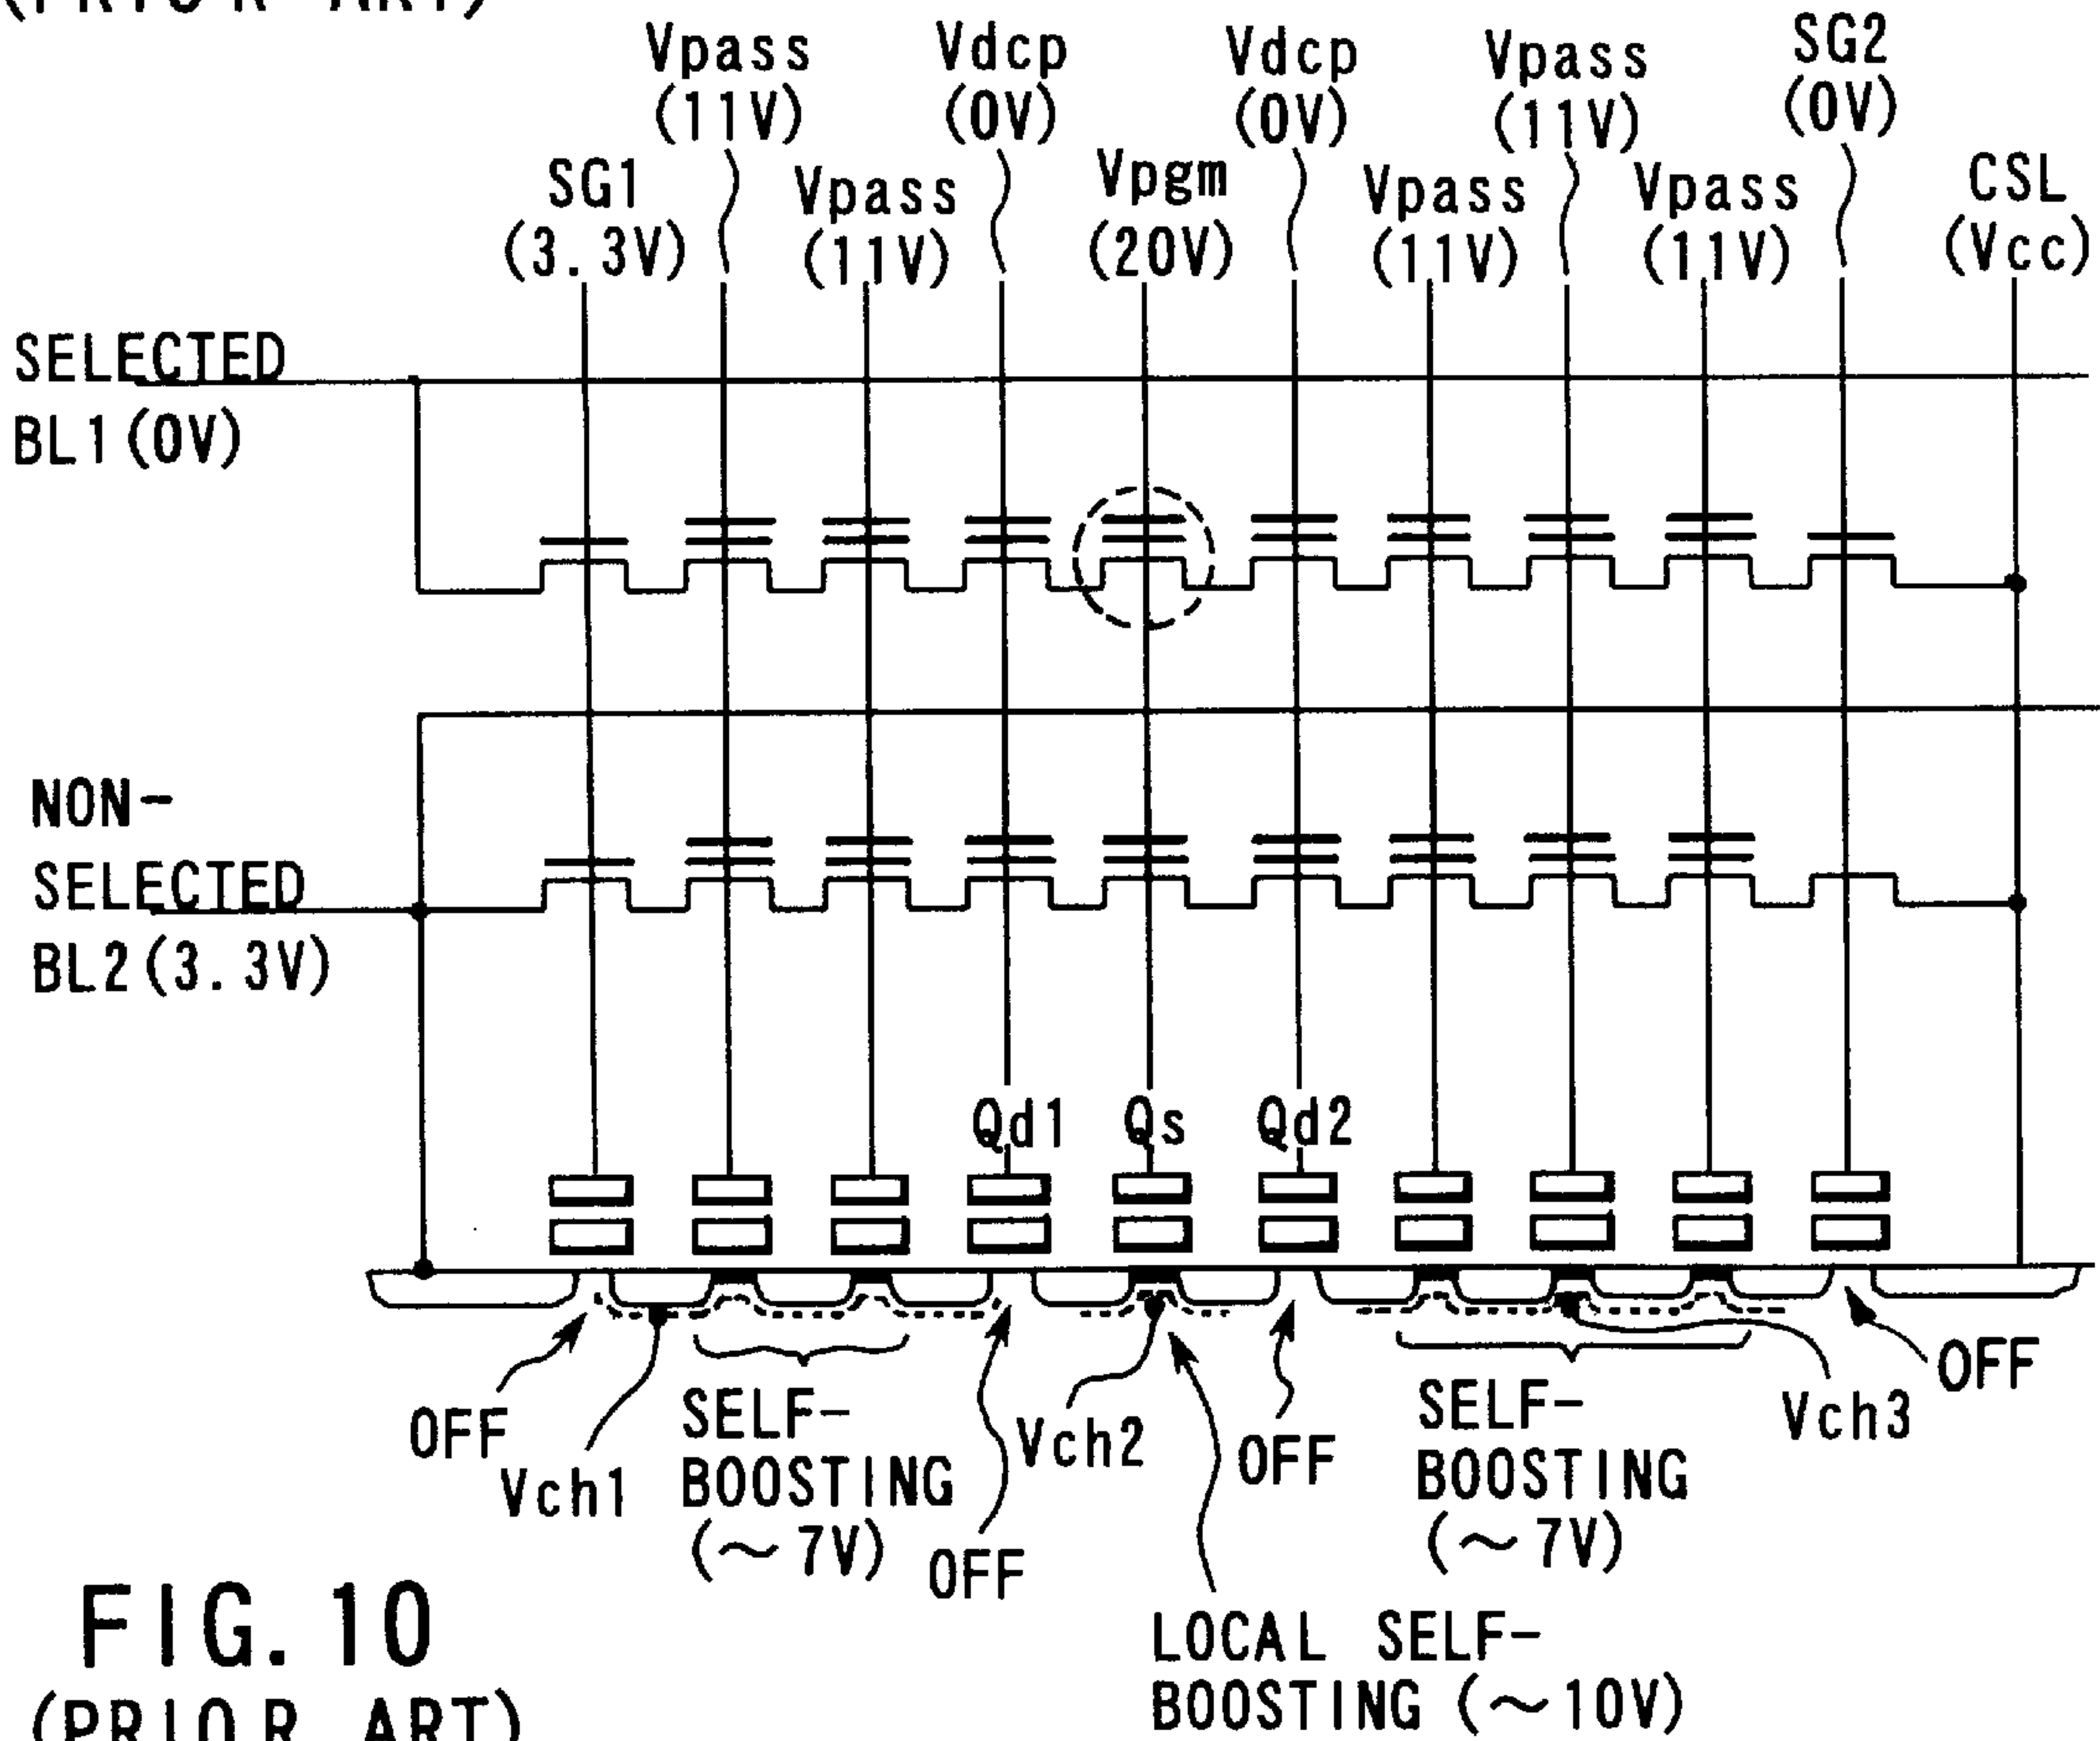 (PRIOR ART)
Vpass
(11V)
Vdcp
(0V)
Vdcp
(0V)
Vpass
(11V)
SG2
(0V)
SG1
(3.3V)
Vpass
(11V)
Vpgm
(20V)
Vpass
(11V)
Vpass
(11V)
CSL
(Vcc)
SELECTED
BL1(0V)
NON-
SELECTED
BL2(3.3V)
Qd1
Qs
Qd2
OFF
Vch1
SELF-
BOOSTING
(~7V)
OFF
Vch2
OFF
SELF-
BOOSTING
(~7V)
Vch3
OFF
LOCAL SELF-
BOOSTING (~10V)
FIG. 10
(PRIOR ART)